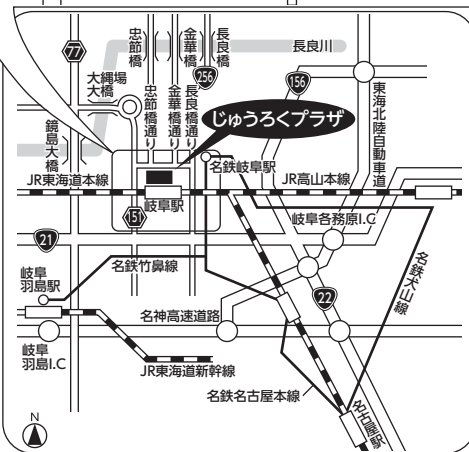 77
忠節橋
金華橋
長良橋
長良川
256
156
大縄場
大橋
忠節橋通り
金華橋通り
長良橋通り
東海北陸自動車道
じゅうろくプラザ
鏡島大橋
名鉄岐阜駅
JR東海道本線
JR高山本線
岐阜駅
151
岐阜各務原I.C
21
名鉄竹鼻線
名鉄犬山線
岐阜
羽島駅
22
名神高速道路
岐阜
羽島I.C
JR東海道新幹線
名鉄名古屋本線
名古屋駅
N